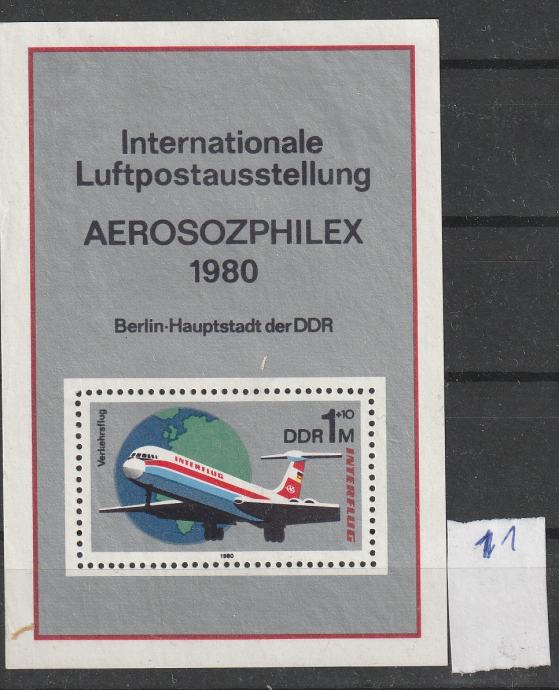 Internationale
Luftpostausstellung
AEROSOZPHILEX
1980
Berlin-Hauptstadt der DDR
Verkehrsflug
DDR 1 +10 M
INTERFLUG
INTERFLUG
1980
11